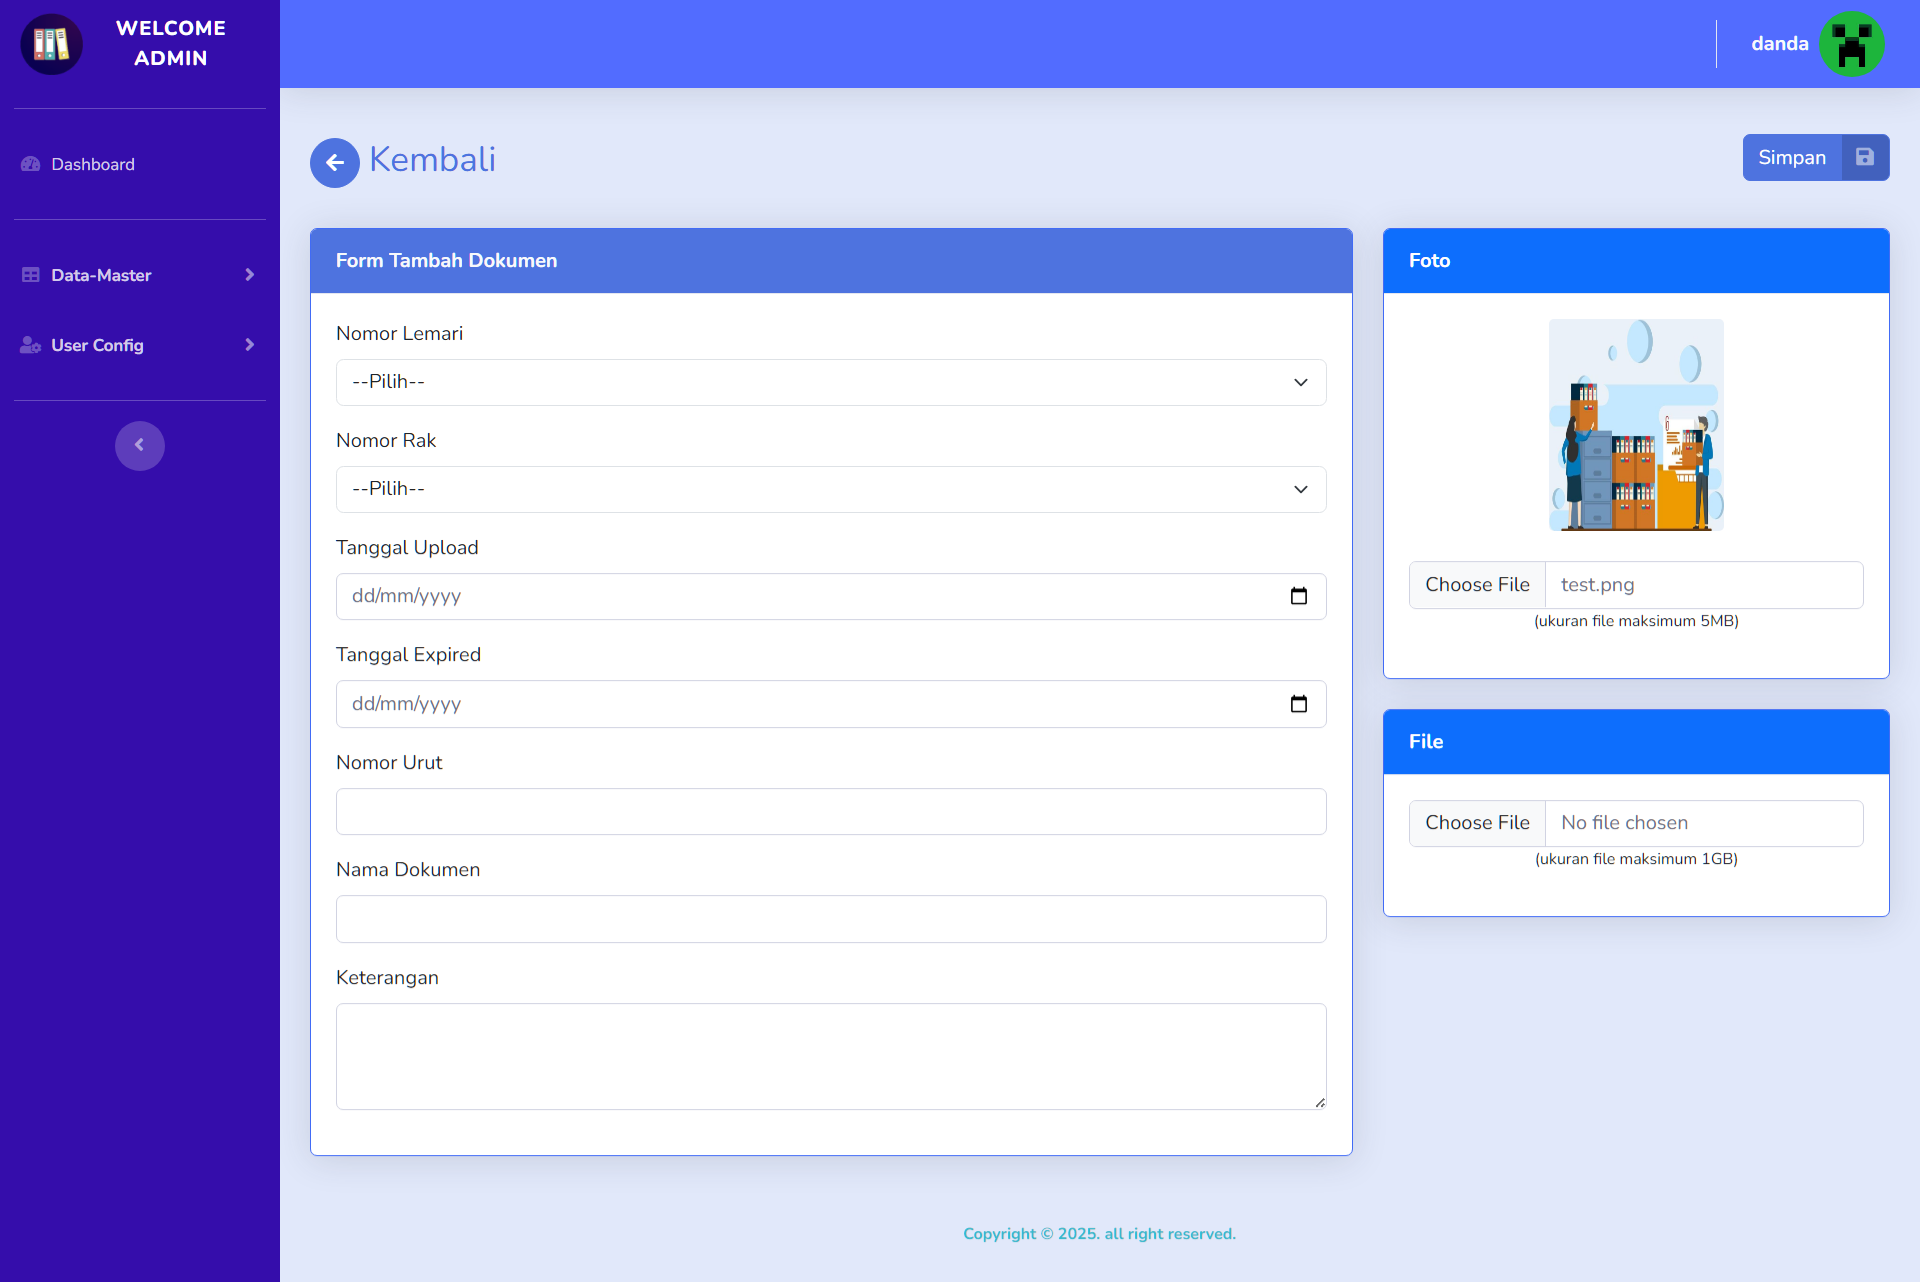 WELCOME
ADMIN
danda
Dashboard
Data-Master
User Config
Kembali
Simpan
Form Tambah Dokumen
Nomor Lemari
--Pilih--
Nomor Rak
--Pilih--
Tanggal Upload
dd/mm/yyyy
Tanggal Expired
dd/mm/yyyy
Nomor Urut
Nama Dokumen
Keterangan
Foto
Choose File test.png
(ukuran file maksimum 5MB)
File
Choose File No file chosen
(ukuran file maksimum 1GB)
Copyright © 2025. all right reserved.